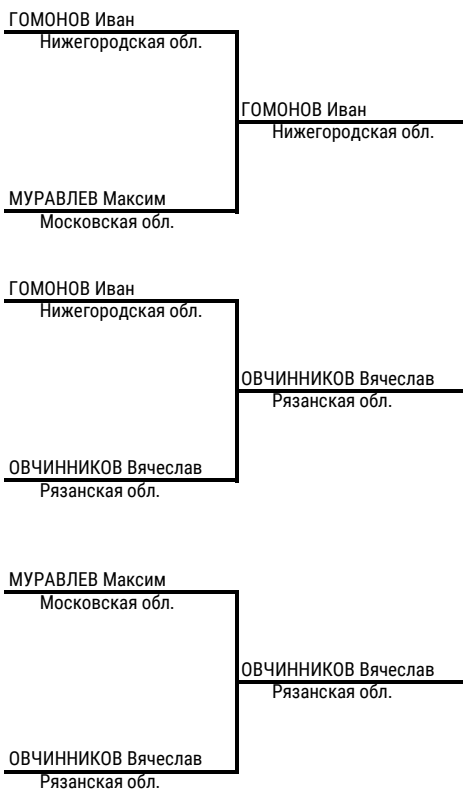 ГОМОНОВ Иван
Нижегородская обл.
ГОМОНОВ Иван
Нижегородская обл.
МУРАВЛЕВ Максим
Московская обл.
ГОМОНОВ Иван
Нижегородская обл.
ОВЧИННИКОВ Вячеслав
Рязанская обл.
ОВЧИННИКОВ Вячеслав
Рязанская обл.
МУРАВЛЕВ Максим
Московская обл.
ОВЧИННИКОВ Вячеслав
Рязанская обл.
ОВЧИННИКОВ Вячеслав
Рязанская обл.